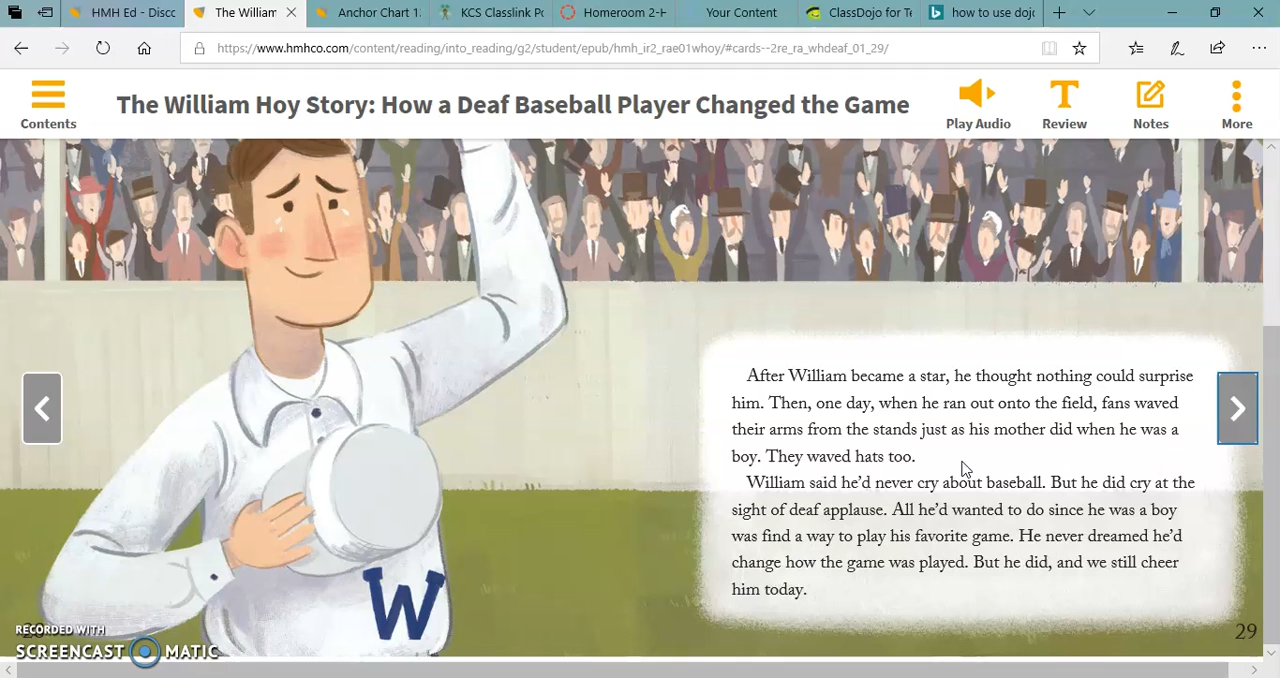 HMH Ed - Disco
The William
Anchor Chart 1.
KCS Classlink Po
Homeroom 2-H
Your Content
ClassDojo for Te
how to use dojo
https://www.hmhco.com/content/reading/into_reading/g2/student/epub/hmh_ir2_rae01whoy/#cards--2re_ra_whdeaf_01_29/
Contents
The William Hoy Story: How a Deaf Baseball Player Changed the Game
Play Audio
Review
Notes
More
After William became a star, he thought nothing could surprise
him. Then, one day, when he ran out onto the field, fans waved
their arms from the stands just as his mother did when he was a
boy. They waved hats too.
William said he'd never cry about baseball. But he did cry at the
sight of deaf applause. All he'd wanted to do since he was a boy
was find a way to play his favorite game. He never dreamed he'd
change how the game was played. But he did, and we still cheer
him today.
W
29
RECORDED WITH
SCREENCAST MATIC